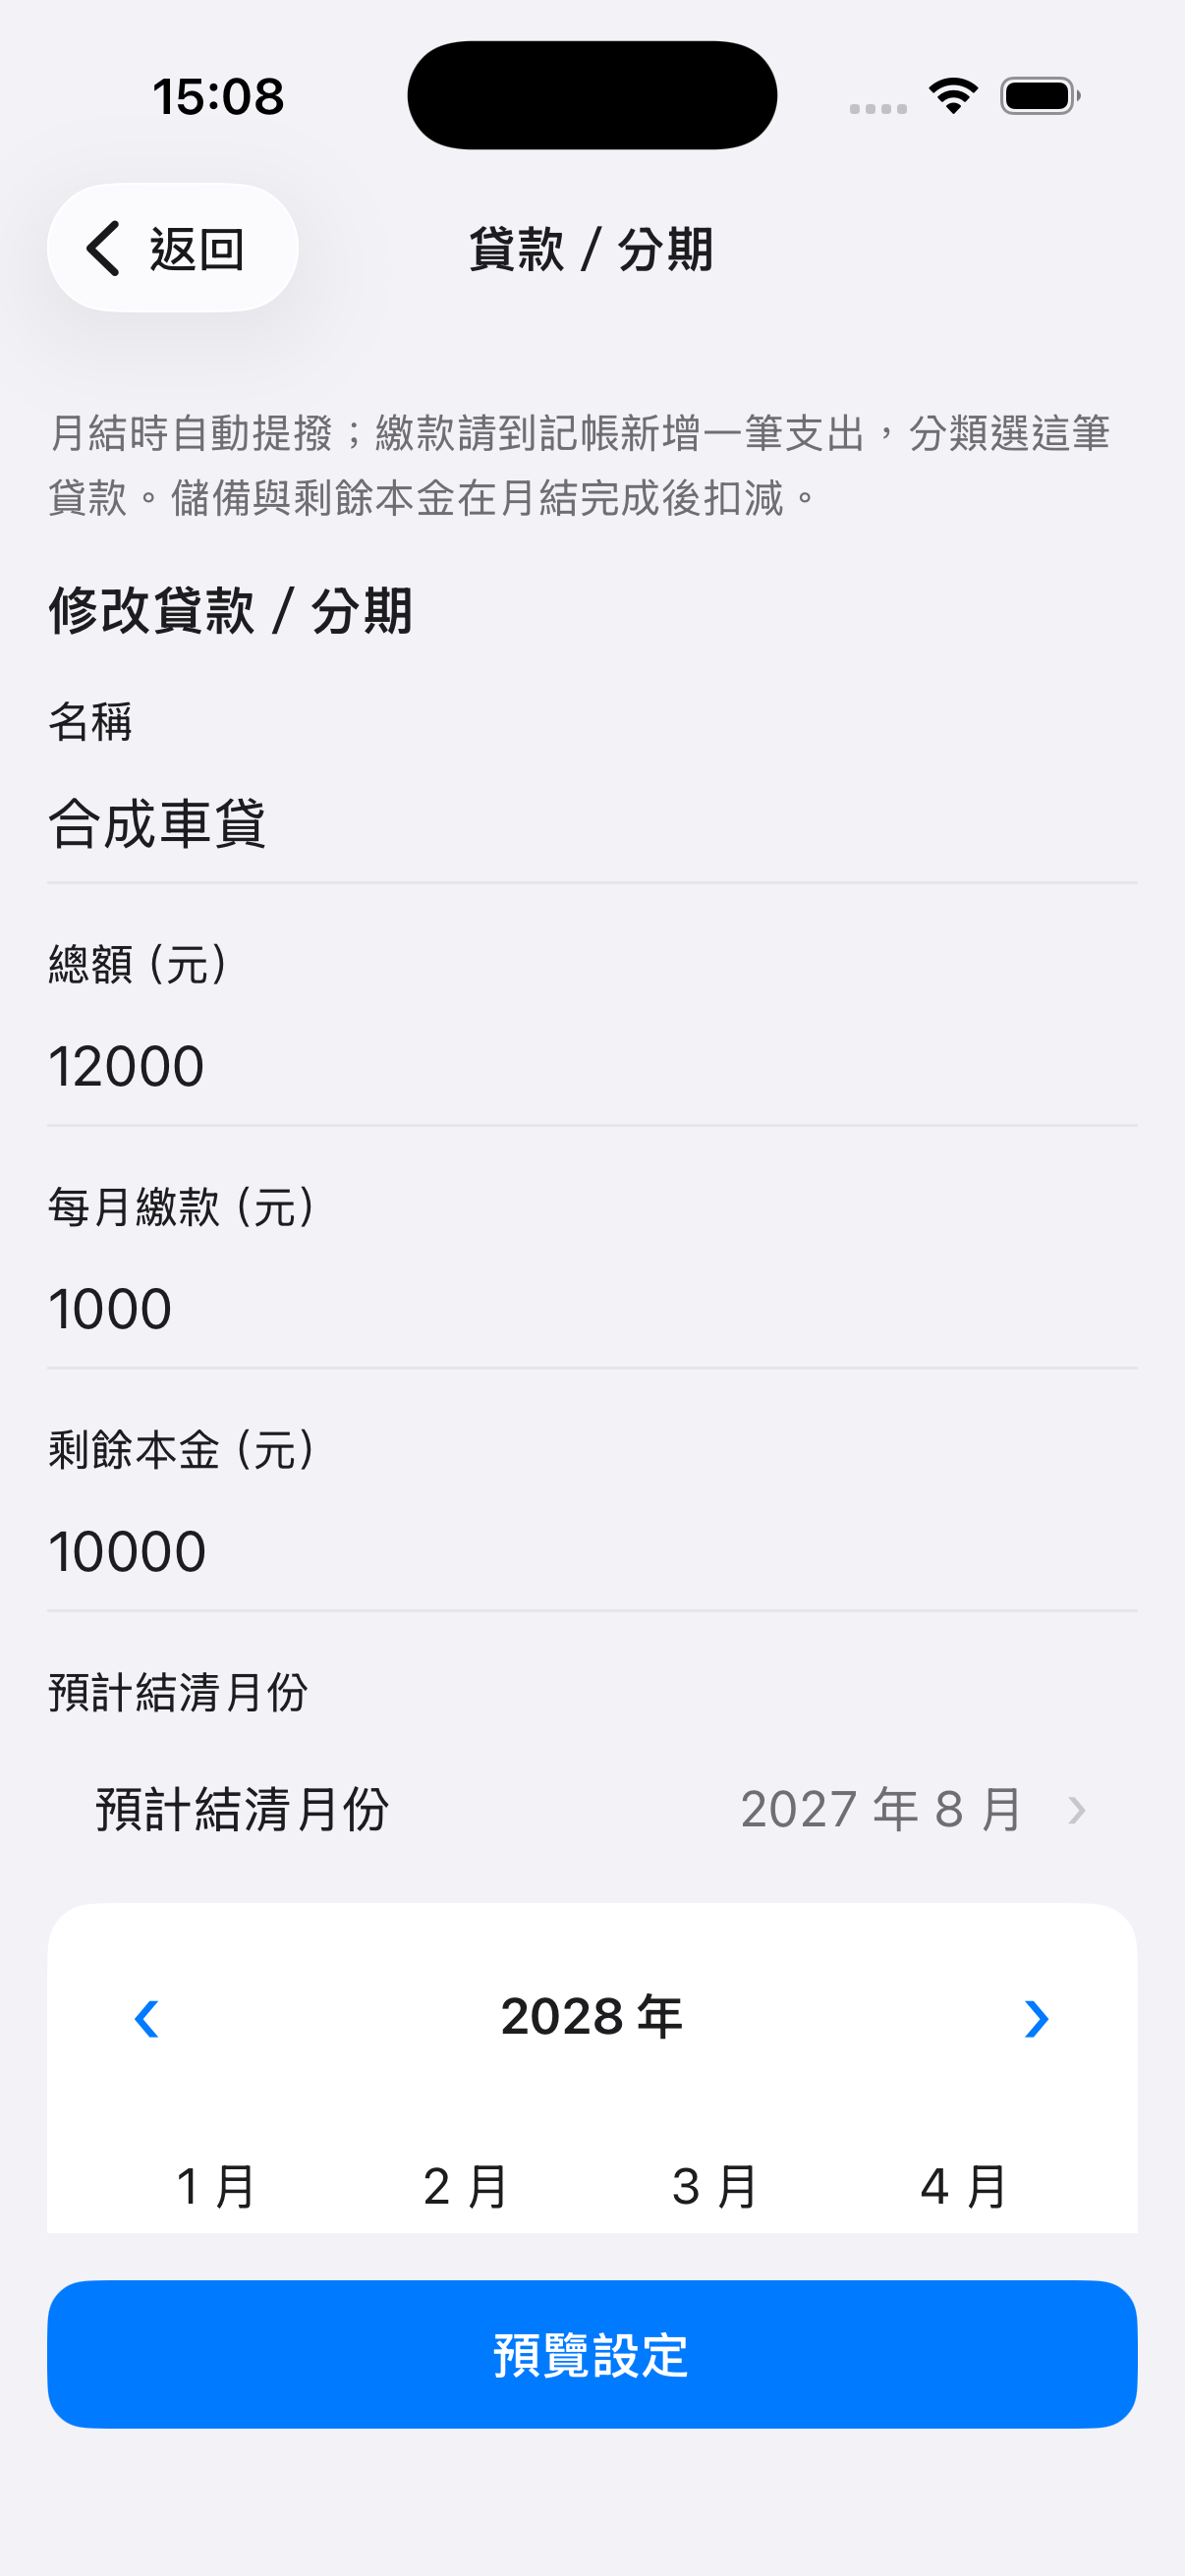 15:08
返回
貸款 / 分期
月結時自動提撥；繳款請到記帳新增一筆支出，分類選這筆
貸款。儲備與剩餘本金在月結完成後扣減。
修改貸款 / 分期
名稱
合成車貸
總額 (元)
12000
每月繳款 (元)
1000
剩餘本金 (元)
10000
預計結清月份
預計結清月份 2027 年 8 月 ›
‹ 2028 年 ›
1 月 2 月 3 月 4 月
預覽設定